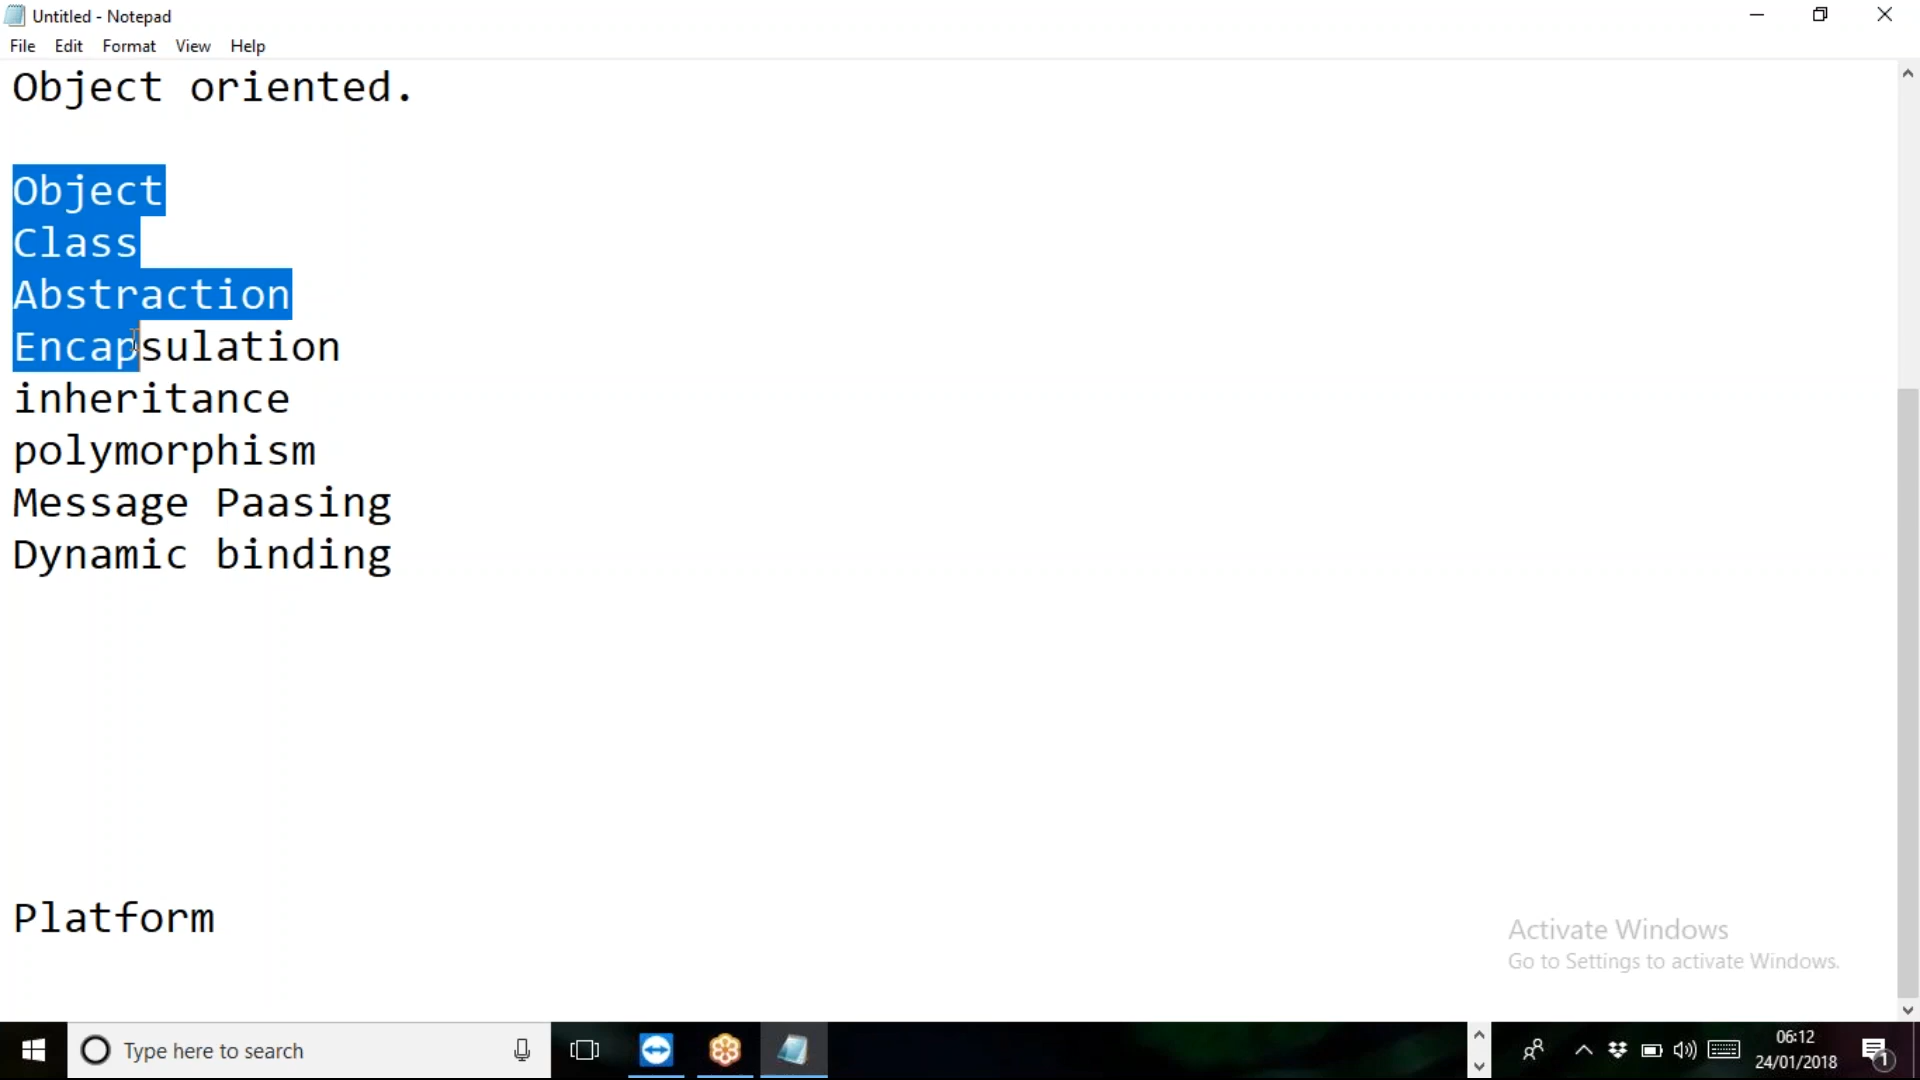 Untitled - Notepad
File Edit Format View Help
Object oriented.
Object
Class
Abstraction
Encapsulation
inheritance
polymorphism
Message Paasing
Dynamic binding
Platform
Activate Windows
Go to Settings to activate Windows.
Type here to search
06:12
24/01/2018
1